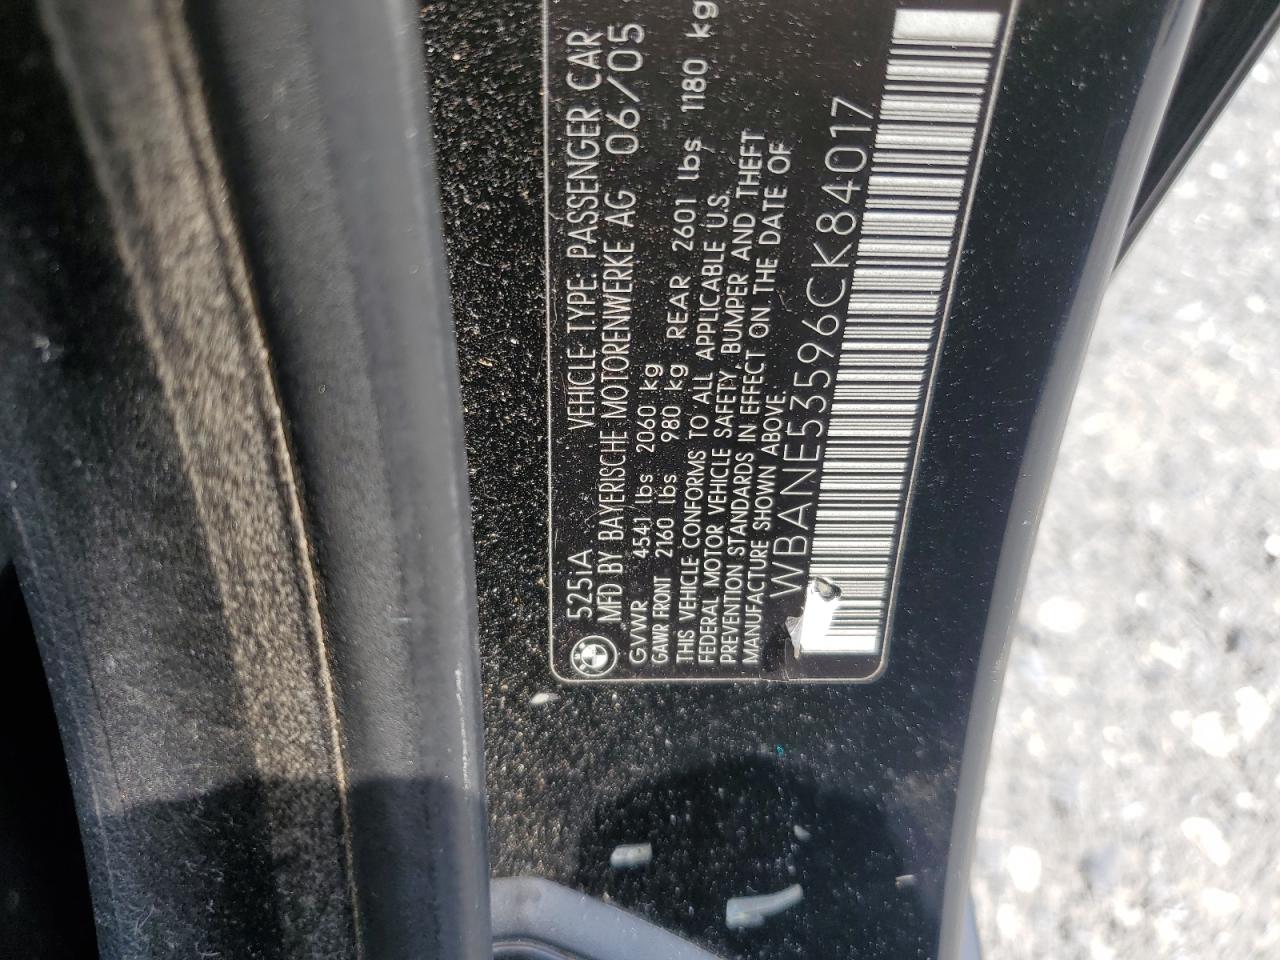 525iA VEHICLE TYPE: PASSENGER CAR
MFD BY BAYERISCHE MOTORENWERKE AG 06/05
GVWR 4541 lbs 2060 kg
GAWR FRONT 2160 lbs 980 kg REAR 2601 lbs 1180 kg
THIS VEHICLE CONFORMS TO ALL APPLICABLE U.S.
FEDERAL MOTOR VEHICLE SAFETY, BUMPER AND THEFT
PREVENTION STANDARDS IN EFFECT ON THE DATE OF
MANUFACTURE SHOWN ABOVE.
WBANE53596CK84017